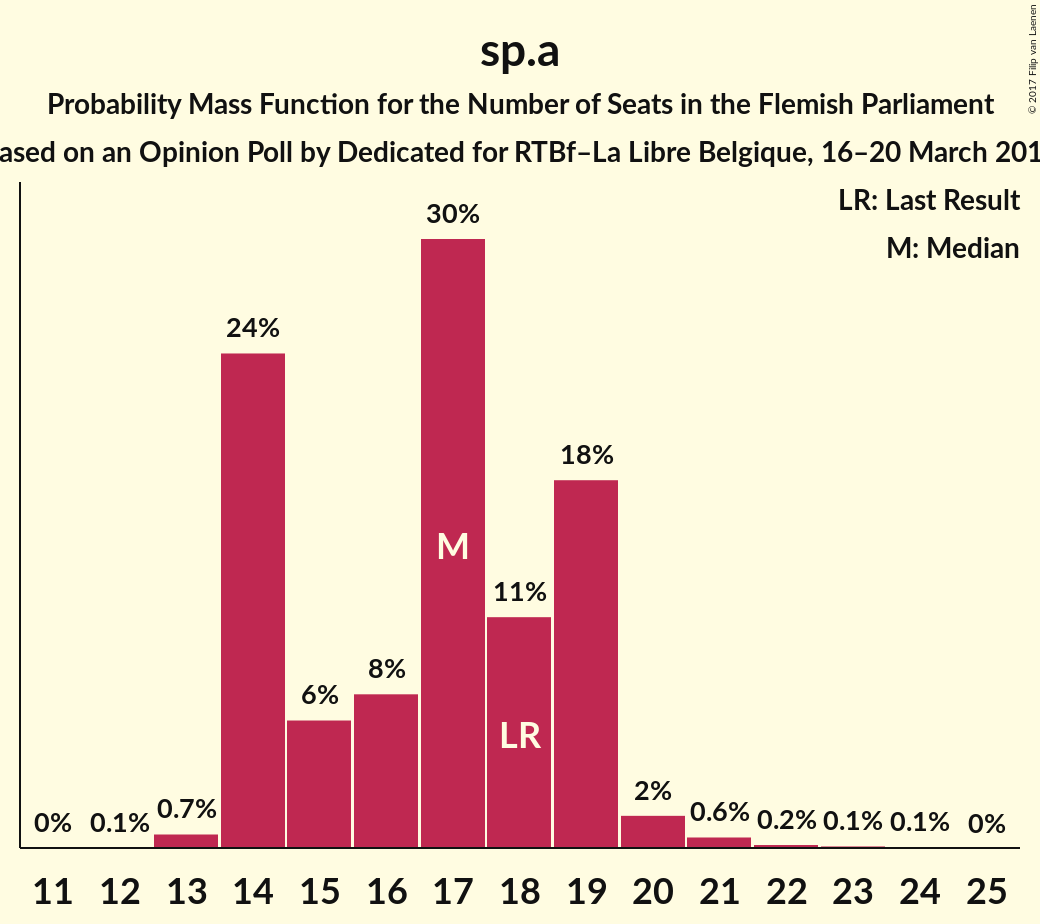 sp.a
Probability Mass Function for the Number of Seats in the Flemish Parliament
ased on an Opinion Poll by Dedicated for RTBf–La Libre Belgique, 16–20 March 201
© 2017 Filip van Laenen
LR: Last Result
M: Median
30%
24%
18%
M
11%
8%
6%
LR
2%
0.7%
0.6%
0% 0.1% 0.2% 0.1% 0.1% 0%
11 12 13 14 15 16 17 18 19 20 21 22 23 24 25